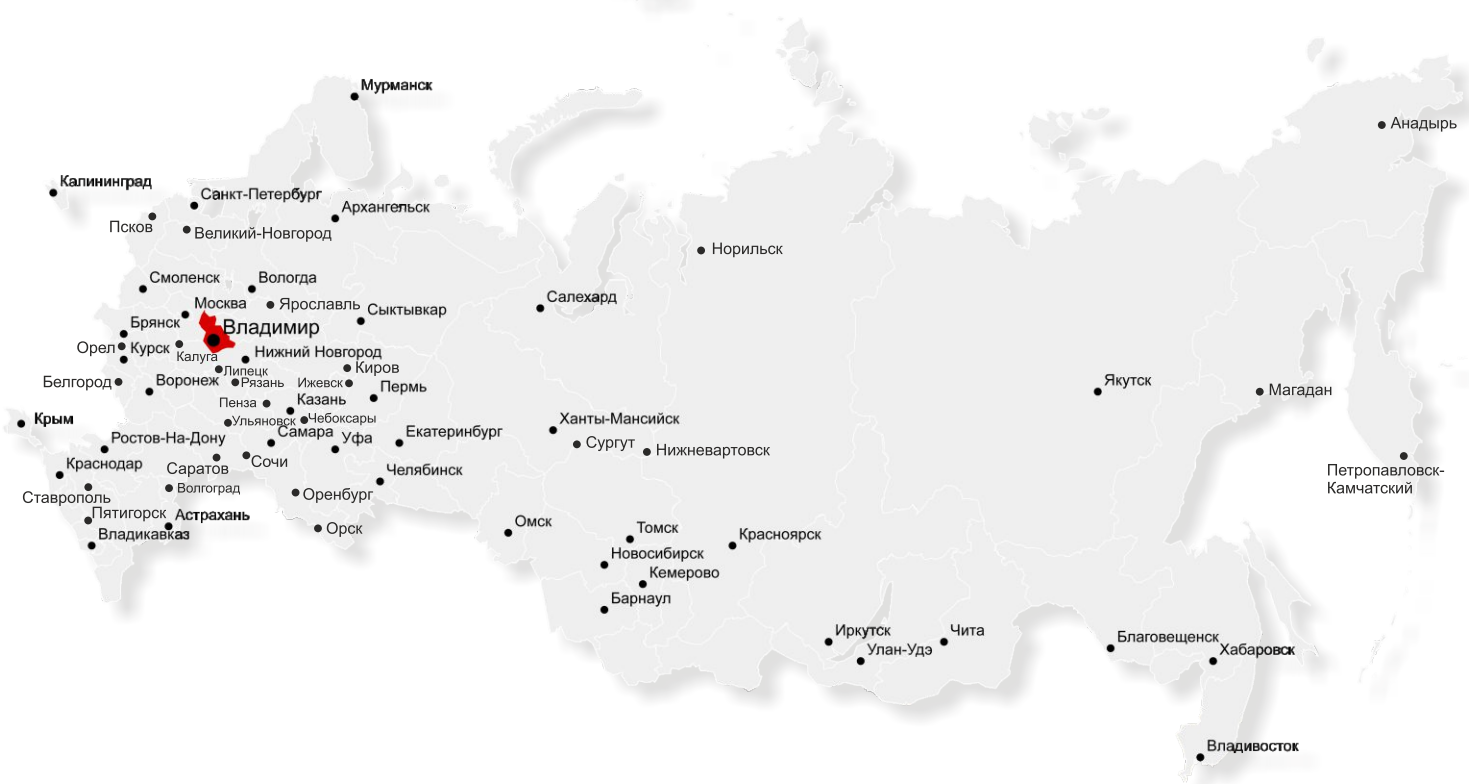 Мурманск
Анадырь
Калининград
Санкт-Петербург
Архангельск
Псков
Великий-Новгород
Норильск
Смоленск
Вологда
Салехард
Москва
Ярославль
Сыктывкар
Брянск
Владимир
Орел
Курск
Калуга
Нижний Новгород
Киров
Липецк
Белгород
Воронеж
Рязань
Ижевск
Пермь
Якутск
Магадан
Пенза
Казань
Крым
Ульяновск
Чебоксары
Ханты-Мансийск
Ростов-На-Дону
Самара
Уфа
Екатеринбург
Сургут
Нижневартовск
Краснодар
Саратов
Сочи
Челябинск
Петропавловск-
Камчатский
Ставрополь
Волгоград
Оренбург
Пятигорск
Астрахань
Орск
Омск
Владикавказ
Томск
Красноярск
Новосибирск
Кемерово
Барнаул
Иркутск
Чита
Благовещенск
Улан-Удэ
Хабаровск
Владивосток